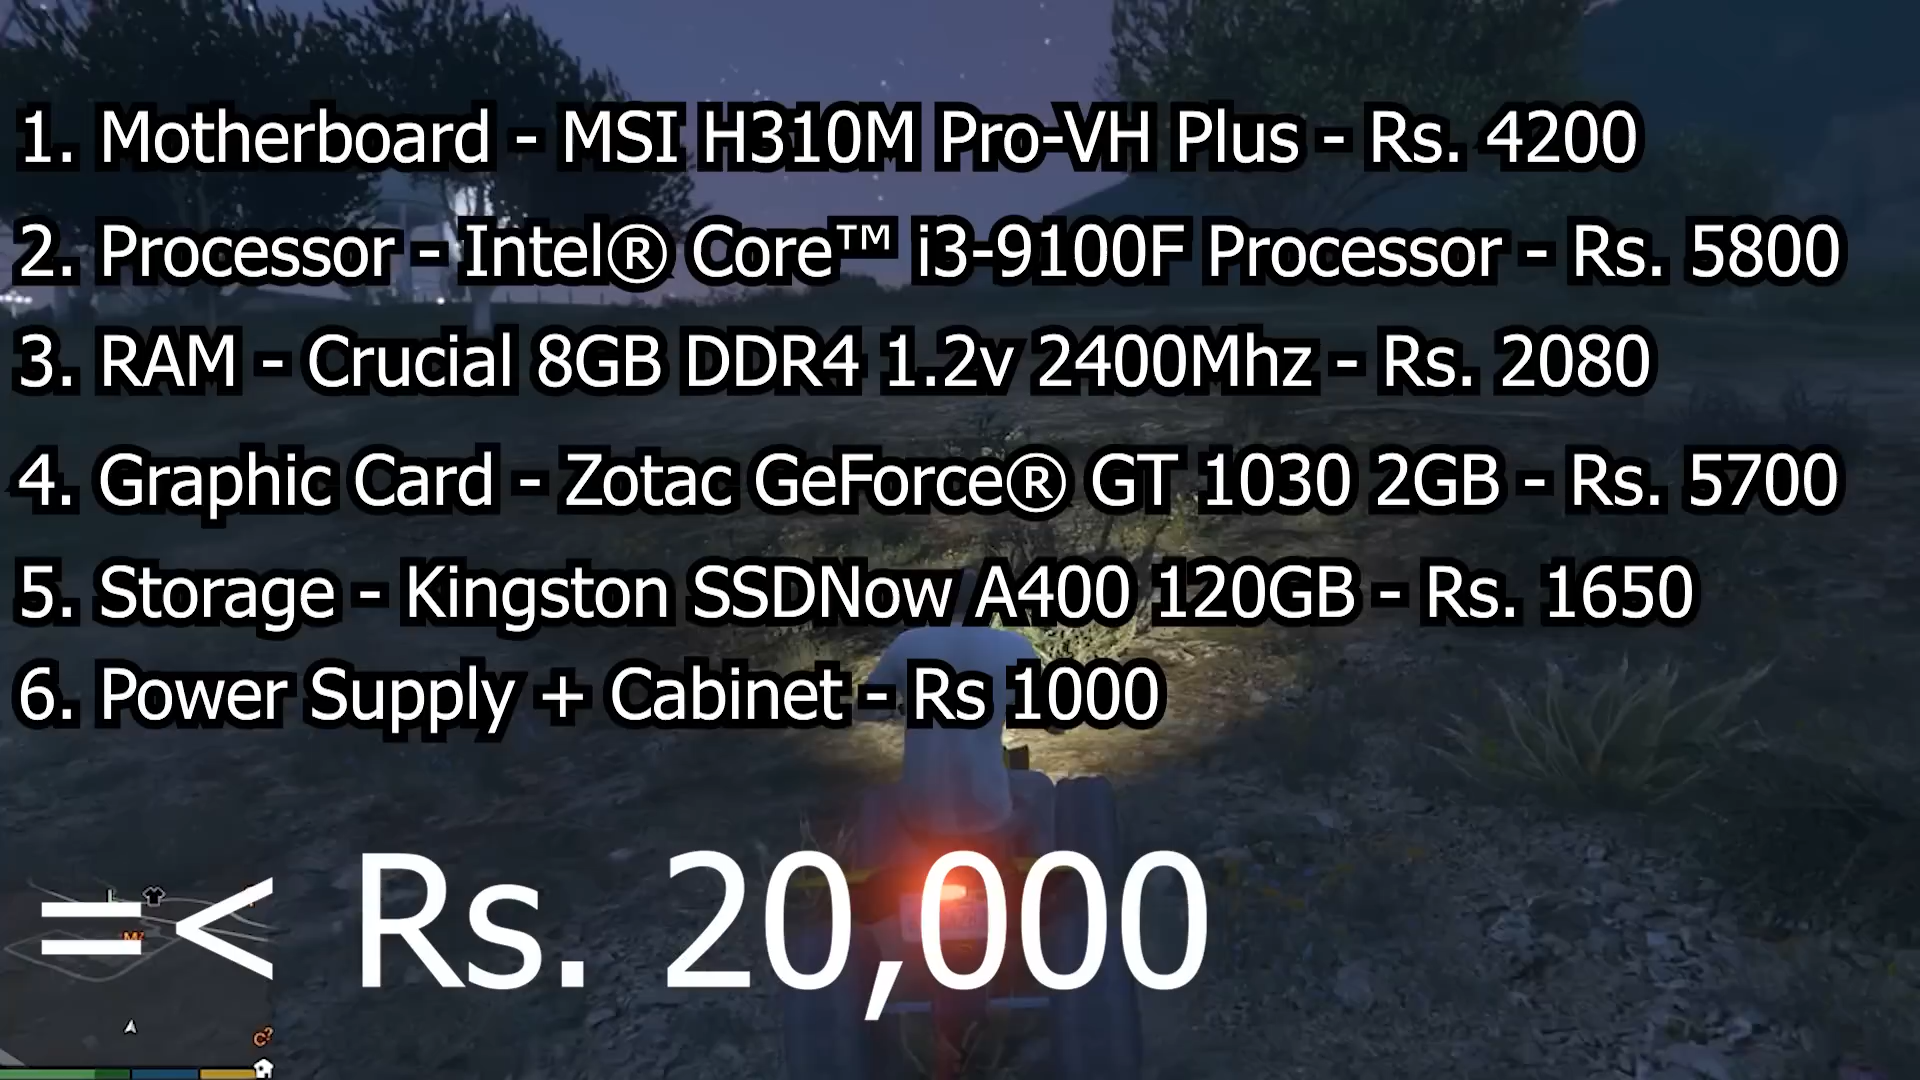 1. Motherboard - MSI H310M Pro-VH Plus - Rs. 4200
2. Processor - Intel® Core™ i3-9100F Processor - Rs. 5800
3. RAM - Crucial 8GB DDR4 1.2v 2400Mhz - Rs. 2080
4. Graphic Card - Zotac GeForce® GT 1030 2GB - Rs. 5700
5. Storage - Kingston SSDNow A400 120GB - Rs. 1650
6. Power Supply + Cabinet - Rs 1000
=< Rs. 20,000